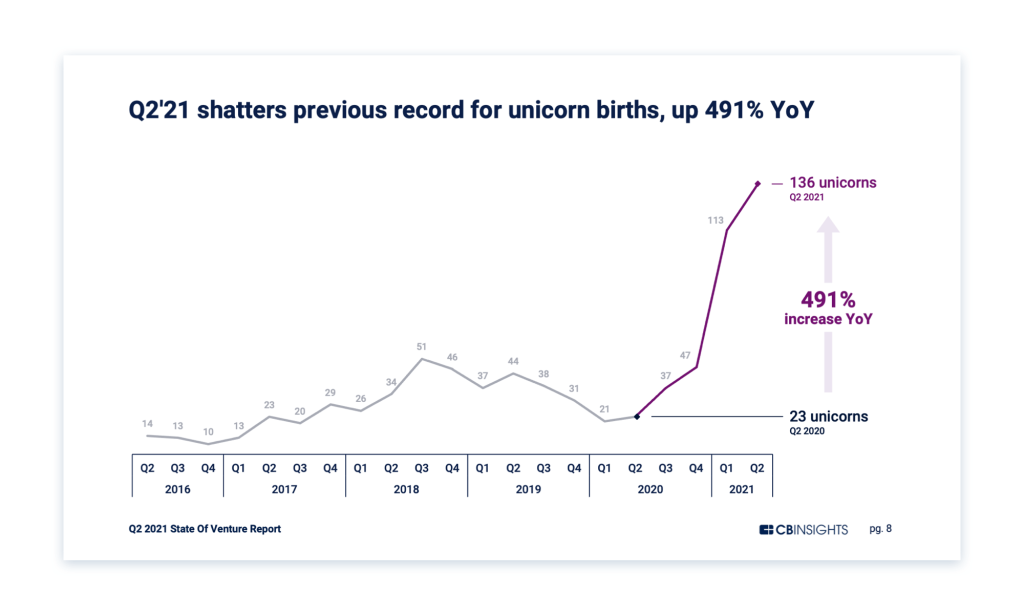 Q2'21 shatters previous record for unicorn births, up 491% YoY
136 unicorns
Q2 2021
113
491%
increase YoY
51
46
47
44
37
38
37
34
31
29
26
23
20
21
14
13
10
13
23 unicorns
Q2 2020
Q2 Q3 Q4 Q1 Q2 Q3 Q4 Q1 Q2 Q3 Q4 Q1 Q2 Q3 Q4 Q1 Q2 Q3 Q4 Q1 Q2
2016 2017 2018 2019 2020 2021
Q2 2021 State Of Venture Report
CBINSIGHTS
pg. 8